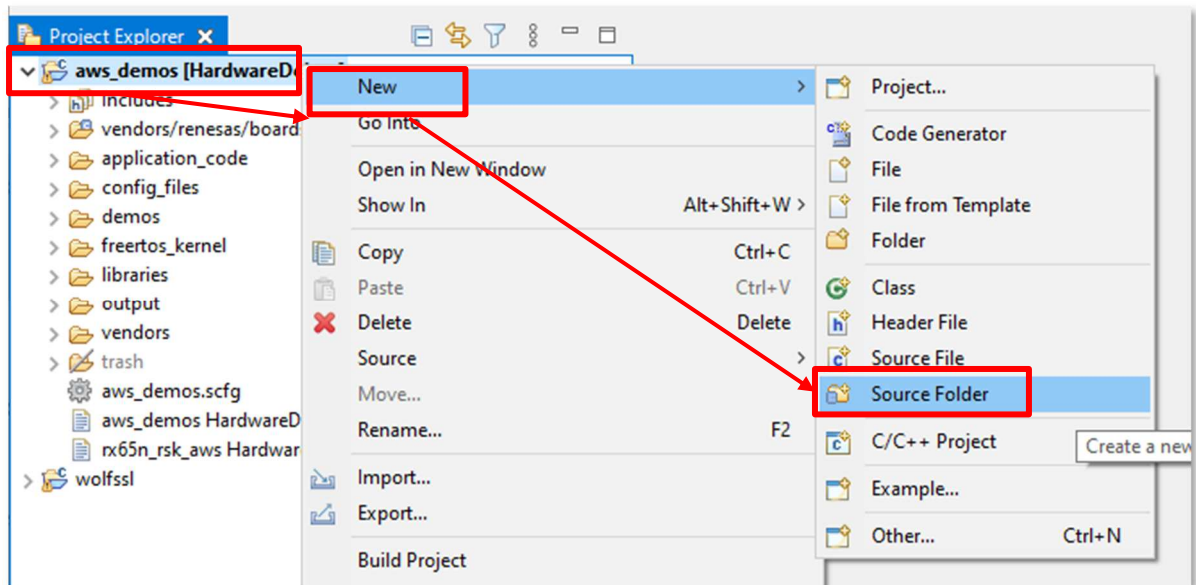 Project Explorer
aws_demos [HardwareD
Includes
vendors/renesas/board
application_code
config_files
demos
freertos_kernel
libraries
output
vendors
trash
aws_demos.scfg
aws_demos HardwareD
rx65n_rsk_aws Hardwar
wolfssl
New
Go Into
Open in New Window
Show In Alt+Shift+W >
Copy Ctrl+C
Paste Ctrl+V
Delete Delete
Source
Move...
Rename... F2
Import...
Export...
Build Project
Project...
Code Generator
File
File from Template
Folder
Class
Header File
Source File
Source Folder
C/C++ Project
Example...
Other... Ctrl+N
Create a new